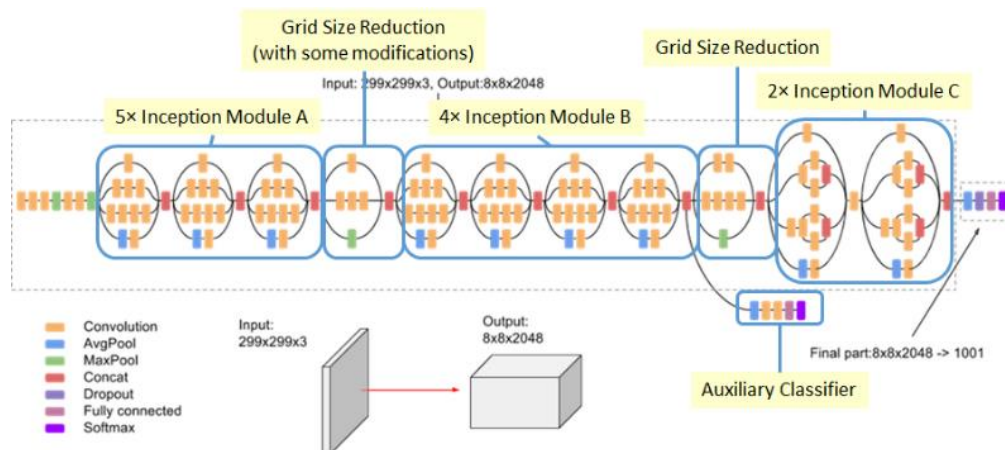 Grid Size Reduction
(with some modifications)
Grid Size Reduction
Input: 299x299x3, Output:8x8x2048
2× Inception Module C
5× Inception Module A
4× Inception Module B
Convolution
AvgPool
MaxPool
Concat
Dropout
Fully connected
Softmax
Input:
299x299x3
Output:
8x8x2048
Final part:8x8x2048 -> 1001
Auxiliary Classifier